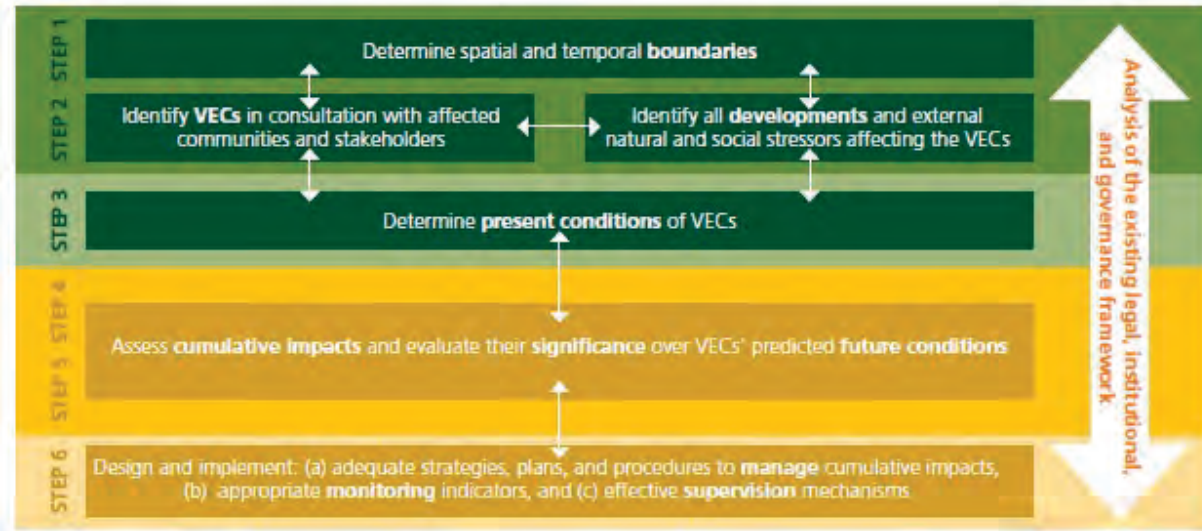 STEP 1
Determine spatial and temporal boundaries
STEP 2
Identify VECs in consultation with affected
communities and stakeholders
Identify all developments and external
natural and social stressors affecting the VECs
STEP 3
Determine present conditions of VECs
STEP 4
STEP 5
Assess cumulative impacts and evaluate their significance over VECs' predicted future conditions
STEP 6
Design and implement: (a) adequate strategies, plans, and procedures to manage cumulative impacts,
(b) appropriate monitoring indicators, and (c) effective supervision mechanisms
Analysis of the existing legal, institutional,
and governance framework